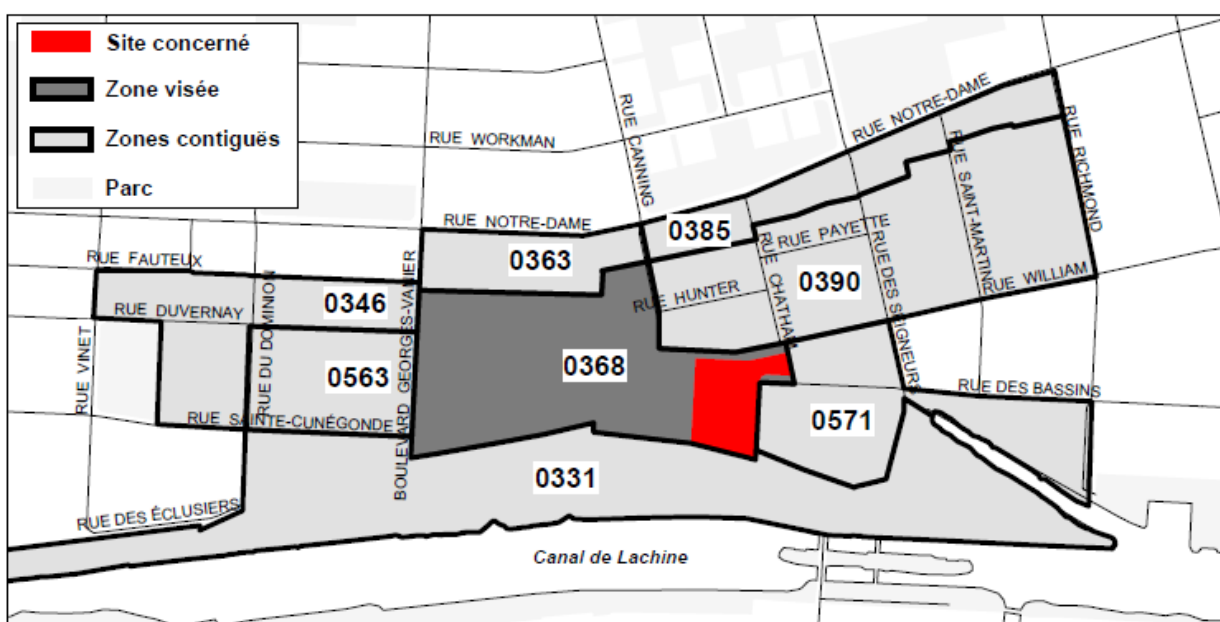 Site concerné
Zone visée
Zones contiguës
Parc
RUE WORKMAN
RUE CANNING
RUE NOTRE-DAME
RUE SAINT-MARTIN
RUE RICHMOND
RUE NOTRE-DAME
0385
RUE PAYETTE
RUE FAUTEUX
0363
RUE CHATHAM
RUE DES SEIGNEURS
0390
RUE WILLIAM
RUE HUNTER
RUE DUVERNAY
0346
RUE DU DOMINION
BOULEVARD GEORGES-VANIER
RUE VINET
0563
0368
RUE DES BASSINS
RUE SAINTE-CUNÉGONDE
0571
0331
RUE DES ÉCLUSIERS
Canal de Lachine